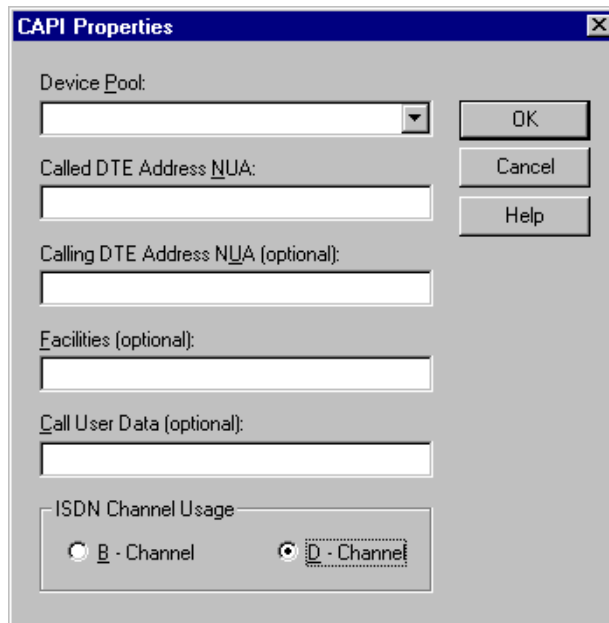 CAPI Properties
Device Pool:
OK
Called DTE Address NUA:
Cancel
Help
Calling DTE Address NUA (optional):
Facilities (optional):
Call User Data (optional):
ISDN Channel Usage
B - Channel D - Channel